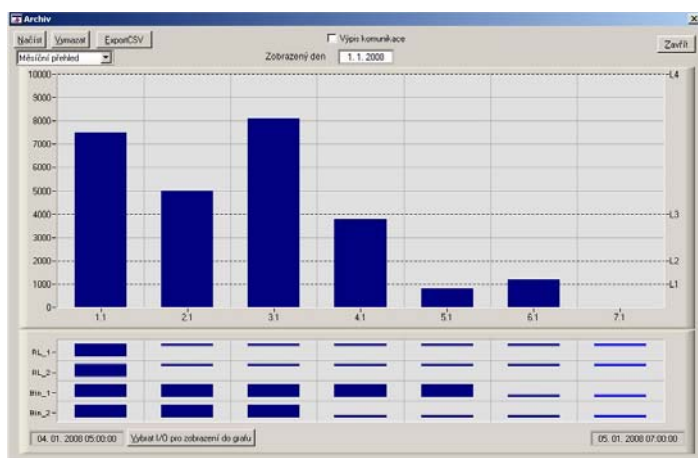 Archiv
Načíst Vymazat ExportCSV
Výpis komunikace
Zavřít
Měsíční přehled
Zobrazený den 1. 1. 2008
10000 L4
9000
8000
7000
6000
5000
4000 L3
3000
2000 L2
1000 L1
0
1.1 2.1 3.1 4.1 5.1 6.1 7.1
RL_1
RL_2
Bin_1
Bin_2
04. 01. 2008 05:00:00 Vybrat I/O pro zobrazení do grafu 05. 01. 2008 07:00:00